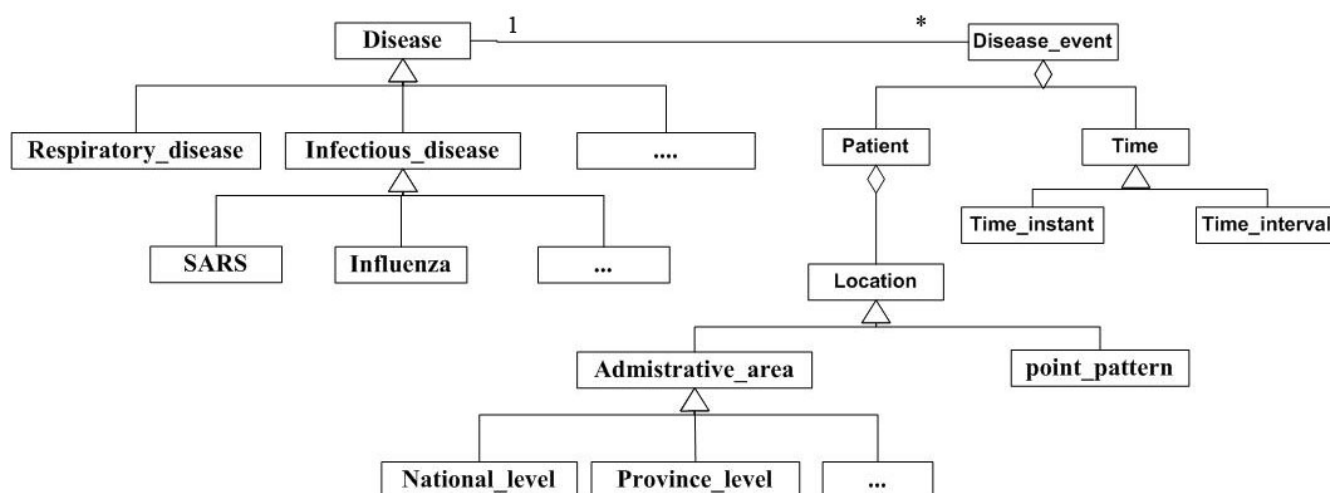 Disease
1
*
Disease_event
Respiratory_disease
Infectious_disease
....
Patient
Time
SARS
Influenza
...
Time_instant
Time_interval
Location
Admistrative_area
point_pattern
National_level
Province_level
...